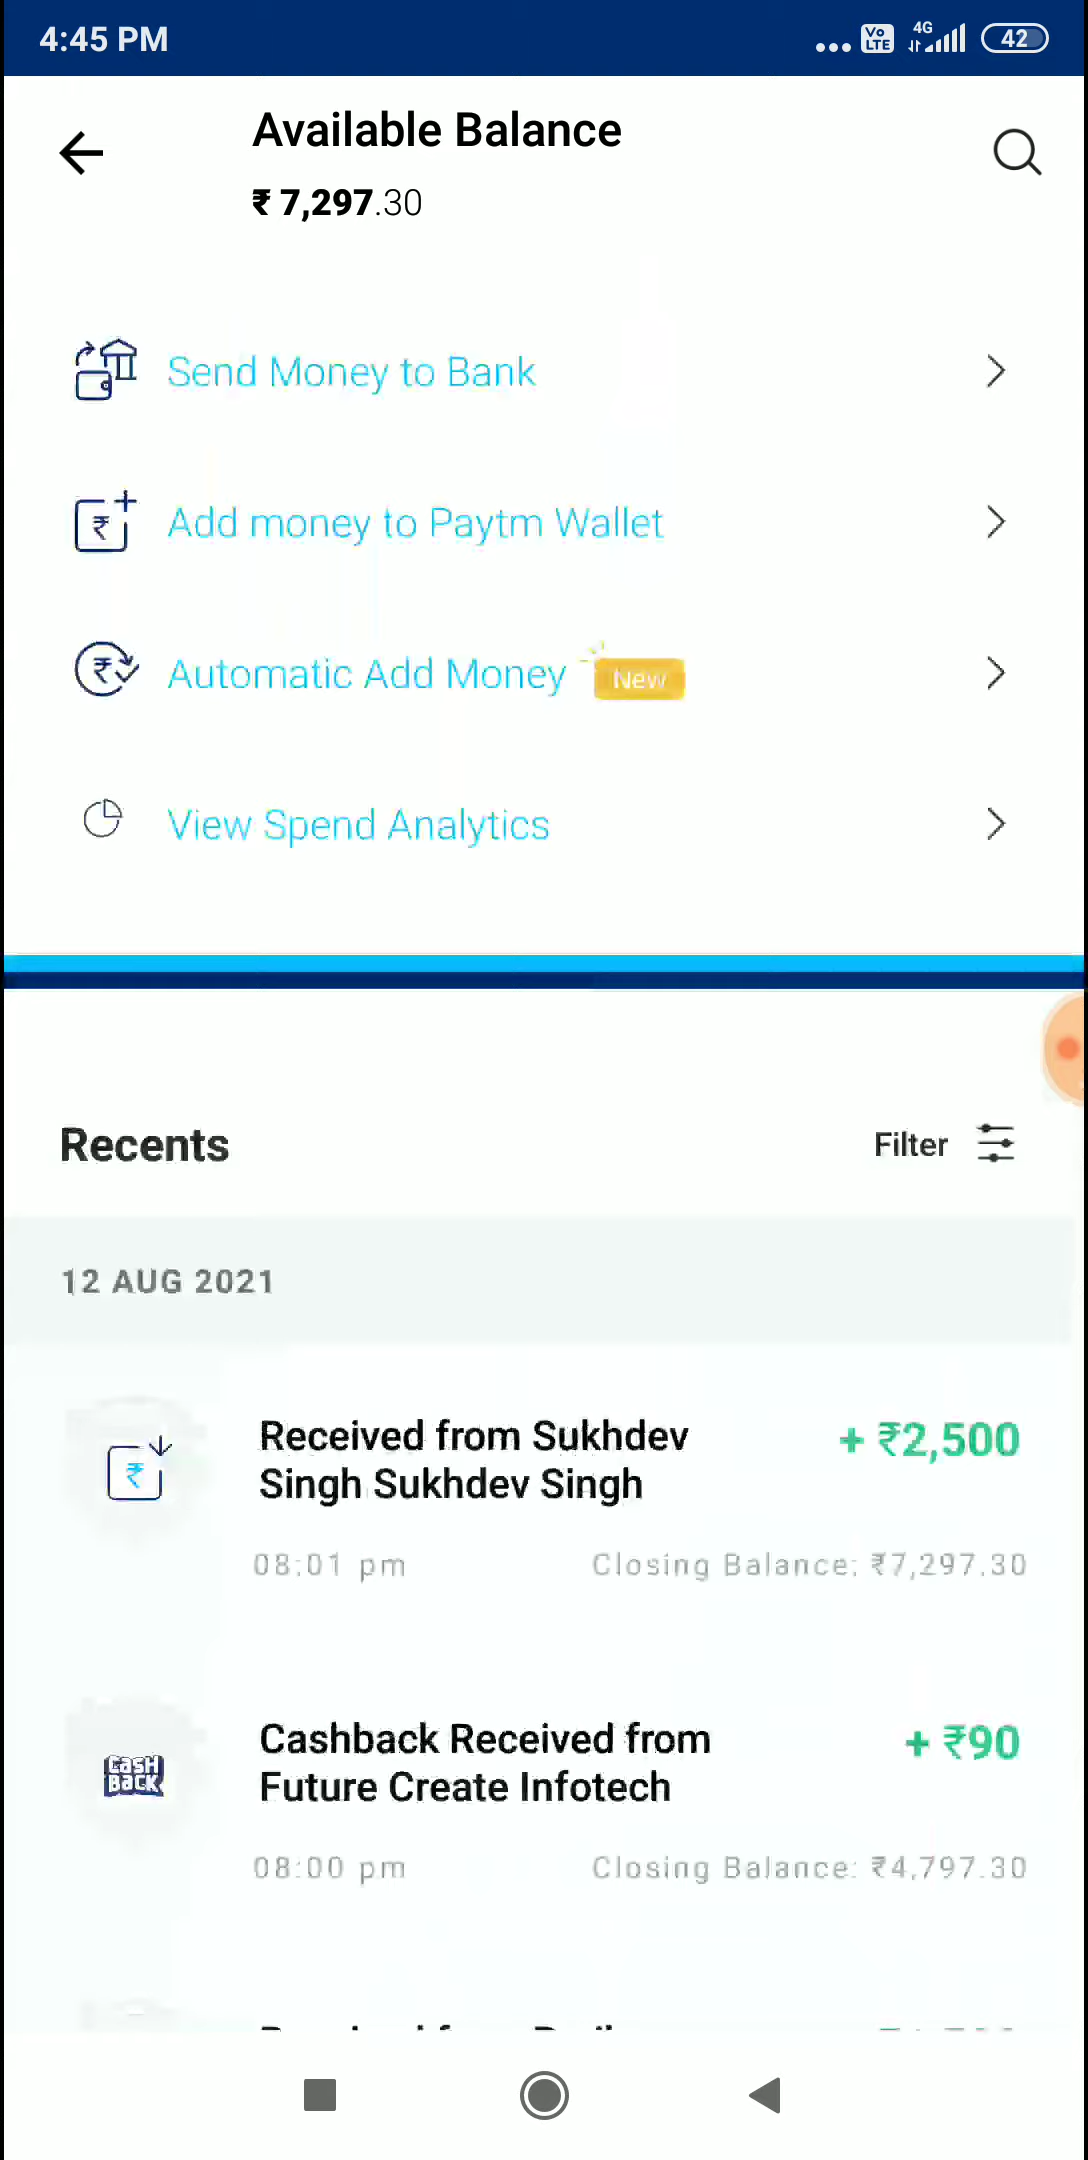 4:45 PM
Vo LTE 4G 42
Available Balance
₹ 7,297.30
Send Money to Bank
Add money to Paytm Wallet
Automatic Add Money New
View Spend Analytics
Recents
Filter
12 AUG 2021
Received from Sukhdev + ₹2,500
Singh Sukhdev Singh
08:01 pm Closing Balance: ₹7,297.30
CASH BACK
Cashback Received from + ₹90
Future Create Infotech
08:00 pm Closing Balance: ₹4,797.30